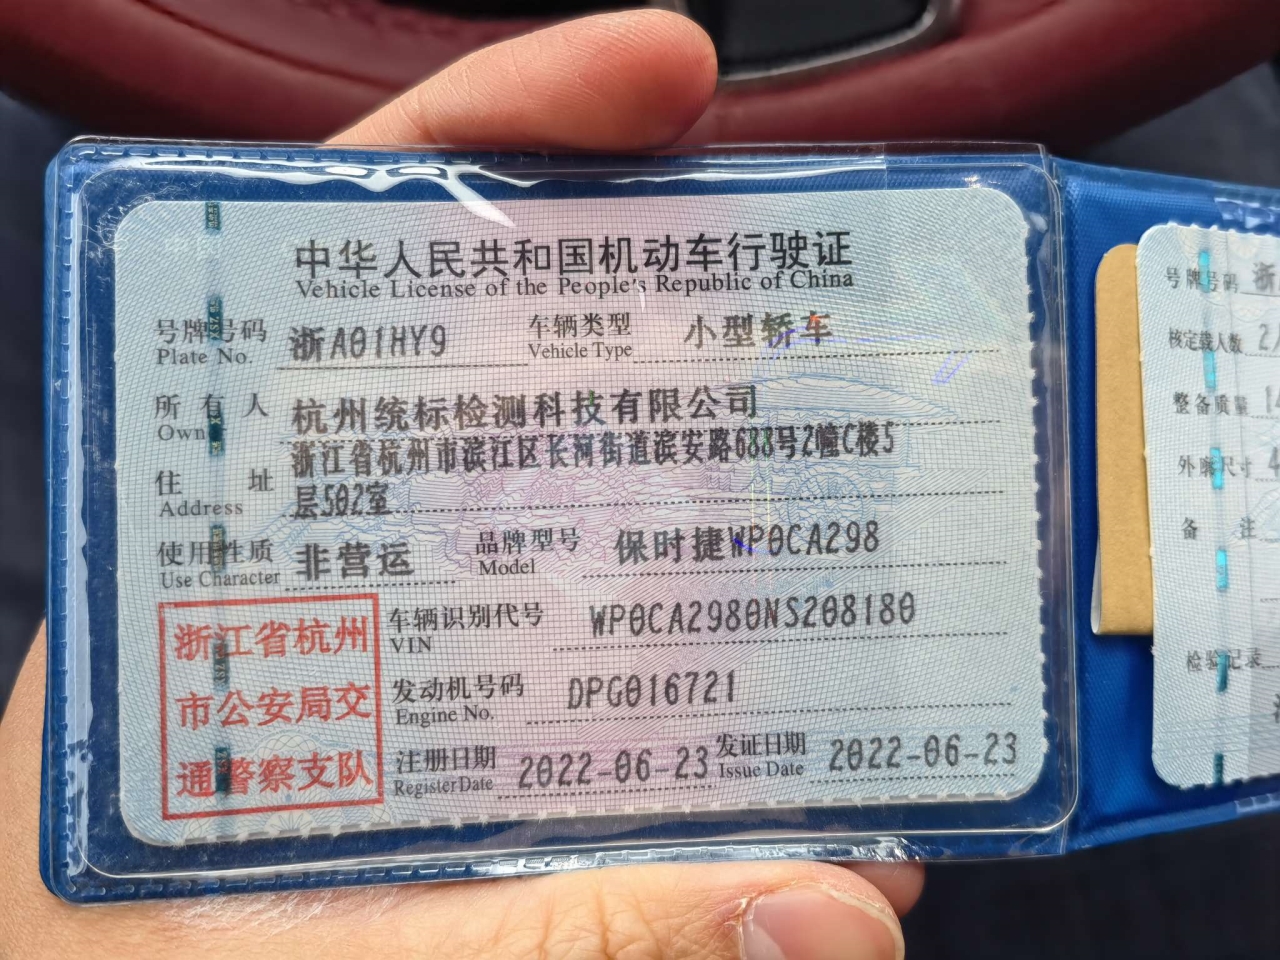 中华人民共和国机动车行驶证
Vehicle License of the People's Republic of China
号牌号码 浙A01HY9 车辆类型 小型轿车
Plate No. Vehicle Type
所有人 杭州统标检测科技有限公司
Own
浙江省杭州市滨江区长河街道滨安路688号2幢C楼5
住址 层502室
Address
使用性质 非营运 品牌型号 保时捷WP0CA298
Use Character Model
浙江省杭州
市公安局交
通警察支队
车辆识别代号 WP0CA2980NS208180
VIN
发动机号码 DPG016721
Engine No.
注册日期 2022-06-23 发证日期 2022-06-23
Register Date Issue Date
号牌号码 浙
核定载人数 2
整备质量 1
外廓尺寸 4
备注
检验记录